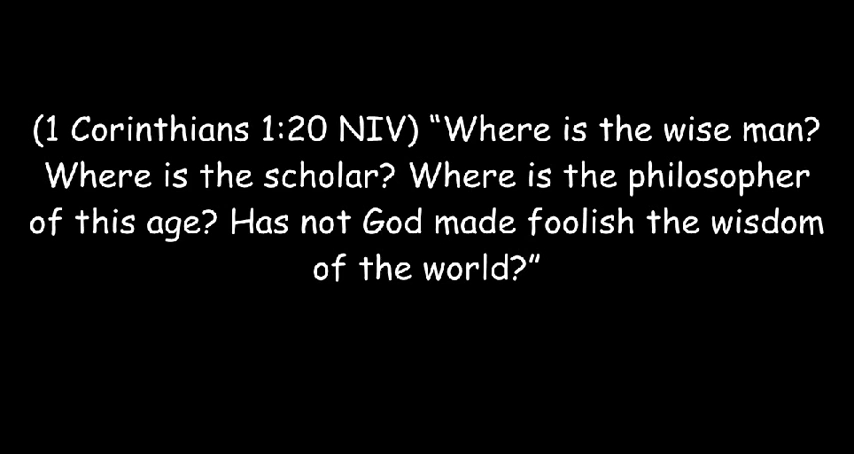 (1 Corinthians 1:20 NIV) “Where is the wise man?
Where is the scholar? Where is the philosopher
of this age? Has not God made foolish the wisdom
of the world?”